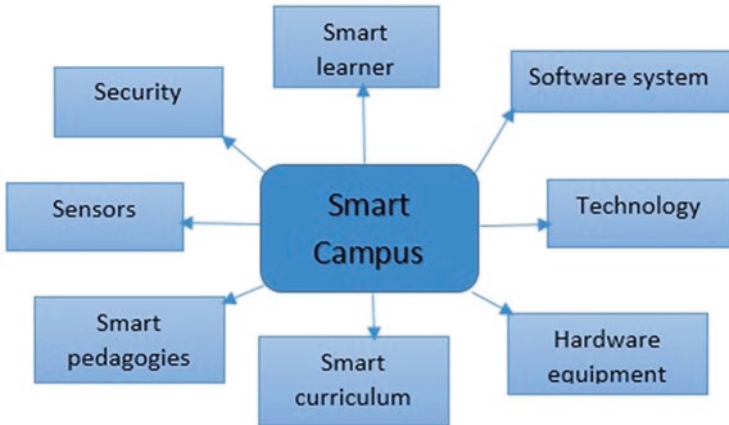 Smart
learner
Security
Software system
Sensors
Smart
Campus
Technology
Smart
pedagogies
Smart
curriculum
Hardware
equipment